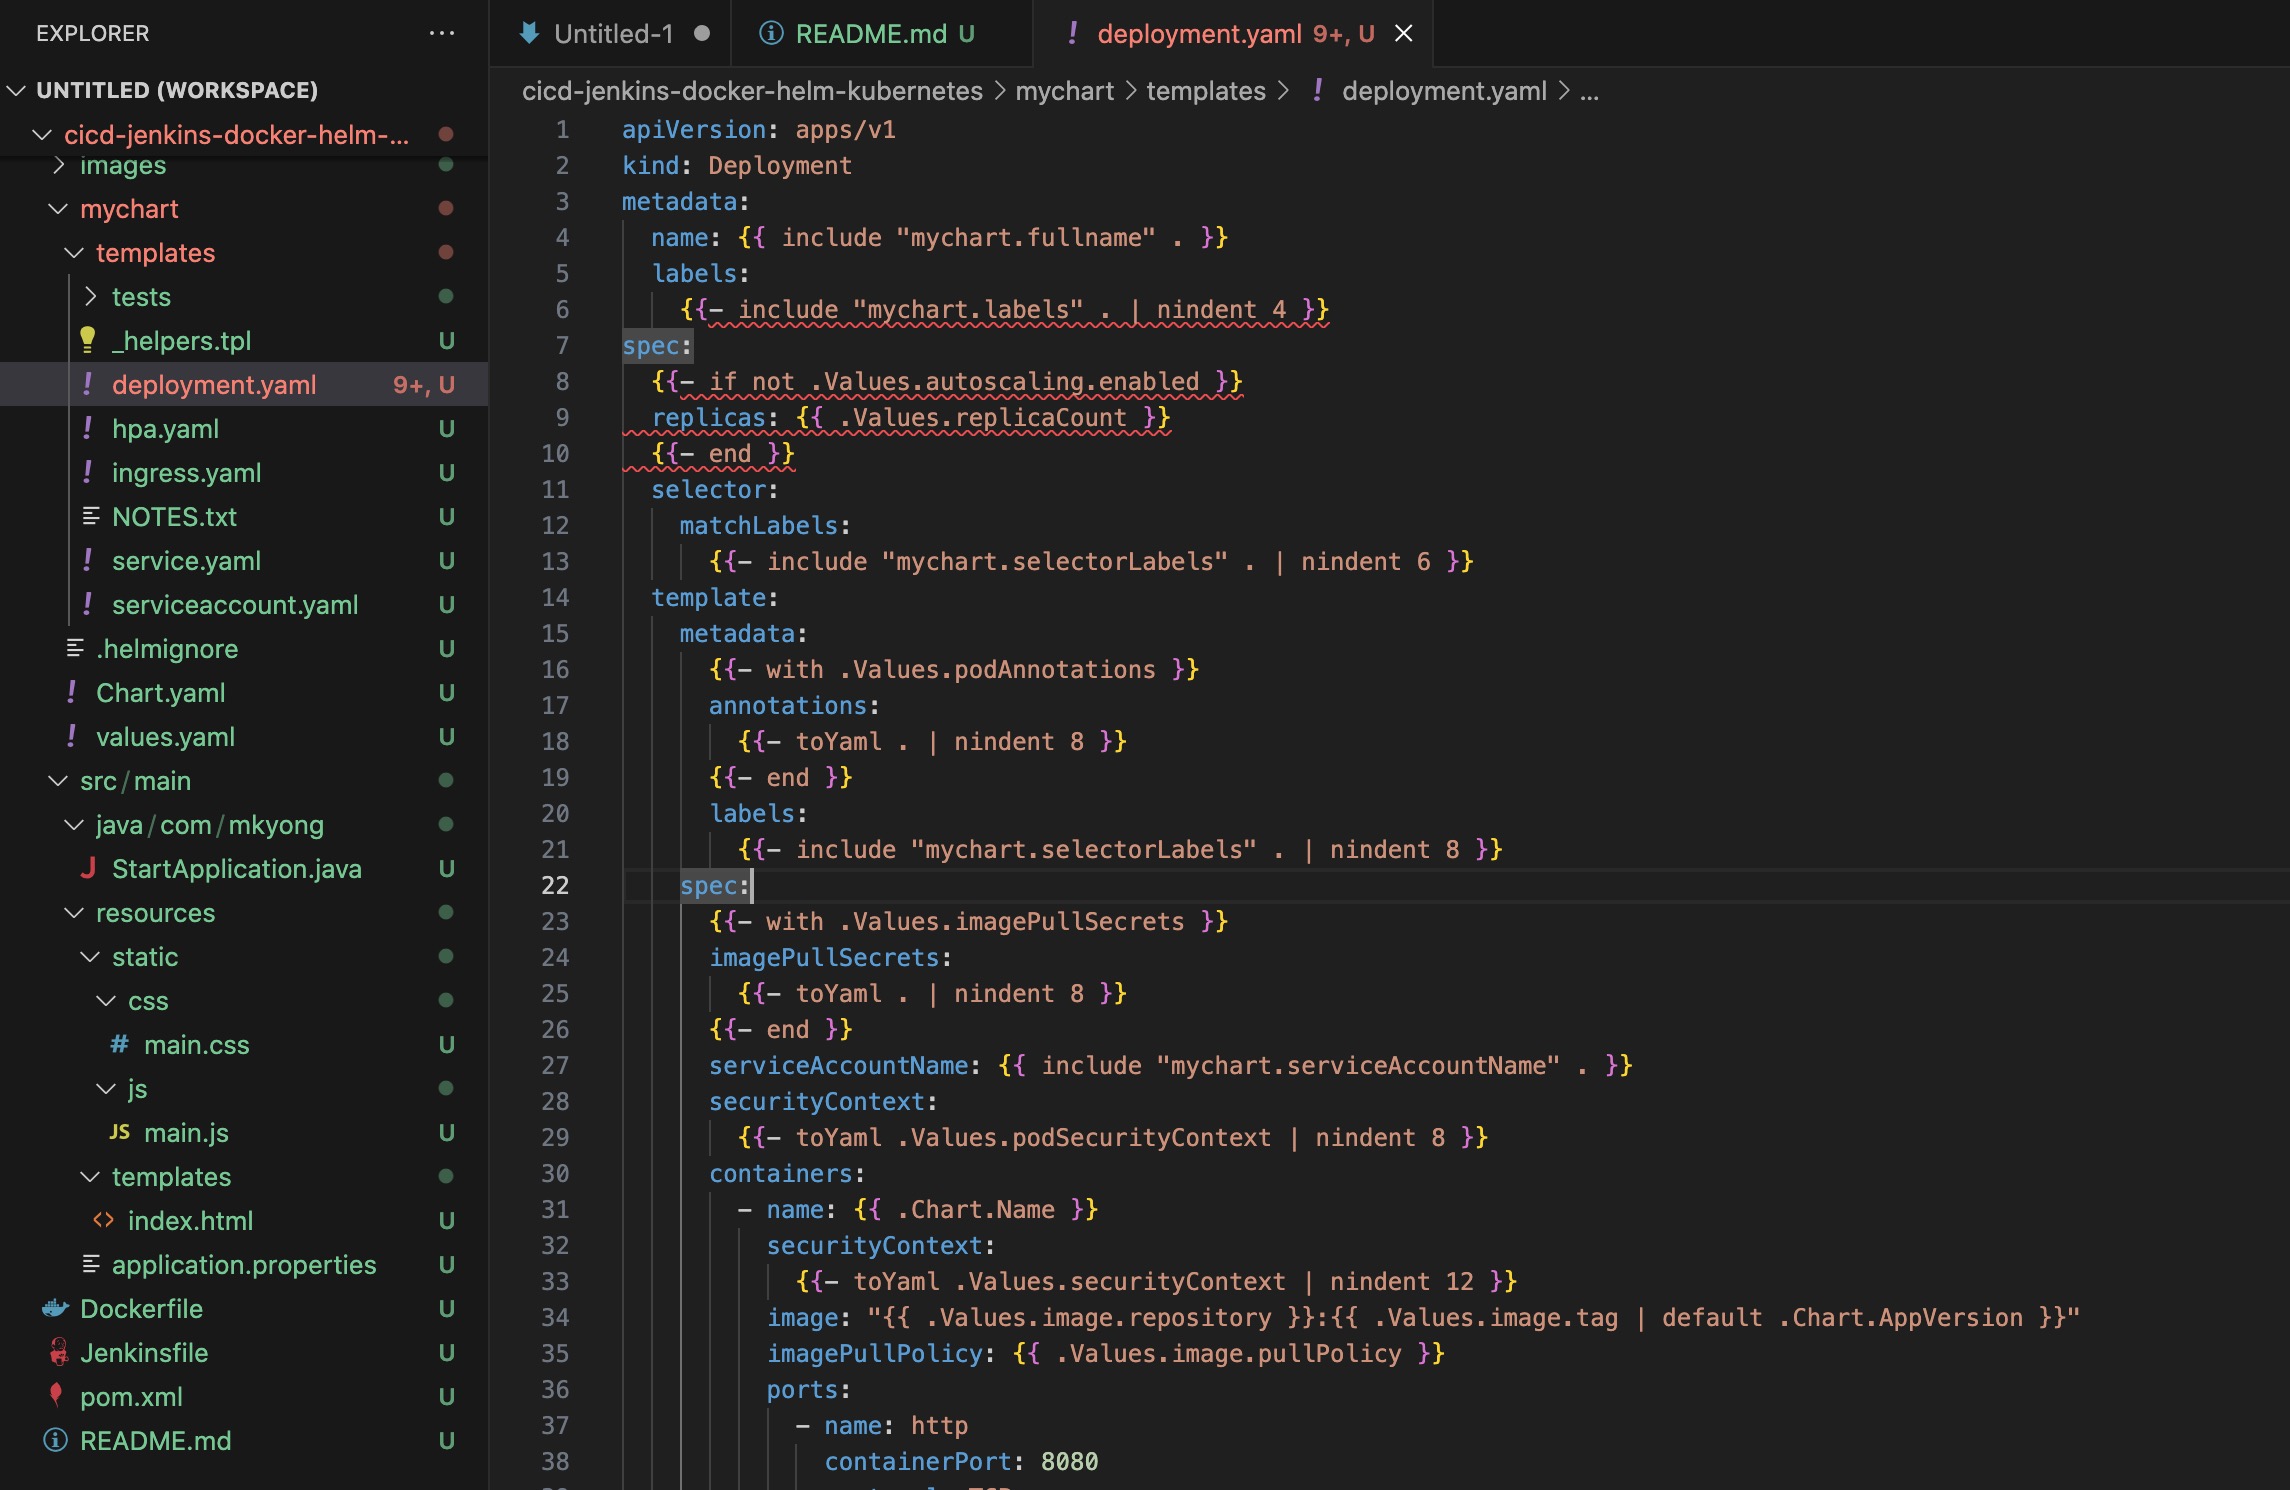 EXPLORER
UNTITLED (WORKSPACE)
cicd-jenkins-docker-helm-...
images
mychart
templates
tests
_helpers.tpl U
deployment.yaml 9+, U
hpa.yaml U
ingress.yaml U
NOTES.txt U
service.yaml U
serviceaccount.yaml U
.helmignore U
Chart.yaml U
values.yaml U
src/main
java/com/mkyong
StartApplication.java U
resources
static
css
main.css U
js
main.js U
templates
index.html U
application.properties U
Dockerfile U
Jenkinsfile U
pom.xml U
README.md U
Untitled-1 README.md U deployment.yaml 9+, U
cicd-jenkins-docker-helm-kubernetes > mychart > templates > ! deployment.yaml > ...
1 apiVersion: apps/v1
2 kind: Deployment
3 metadata:
4   name: {{ include "mychart.fullname" . }}
5   labels:
6     {{- include "mychart.labels" . | nindent 4 }}
7 spec:
8   {{- if not .Values.autoscaling.enabled }}
9   replicas: {{ .Values.replicaCount }}
10   {{- end }}
11   selector:
12     matchLabels:
13       {{- include "mychart.selectorLabels" . | nindent 6 }}
14   template:
15     metadata:
16       {{- with .Values.podAnnotations }}
17       annotations:
18         {{- toYaml . | nindent 8 }}
19       {{- end }}
20       labels:
21         {{- include "mychart.selectorLabels" . | nindent 8 }}
22     spec:
23       {{- with .Values.imagePullSecrets }}
24       imagePullSecrets:
25         {{- toYaml . | nindent 8 }}
26       {{- end }}
27       serviceAccountName: {{ include "mychart.serviceAccountName" . }}
28       securityContext:
29         {{- toYaml .Values.podSecurityContext | nindent 8 }}
30       containers:
31         - name: {{ .Chart.Name }}
32           securityContext:
33             {{- toYaml .Values.securityContext | nindent 12 }}
34           image: "{{ .Values.image.repository }}:{{ .Values.image.tag | default .Chart.AppVersion }}"
35           imagePullPolicy: {{ .Values.image.pullPolicy }}
36           ports:
37             - name: http
38               containerPort: 8080